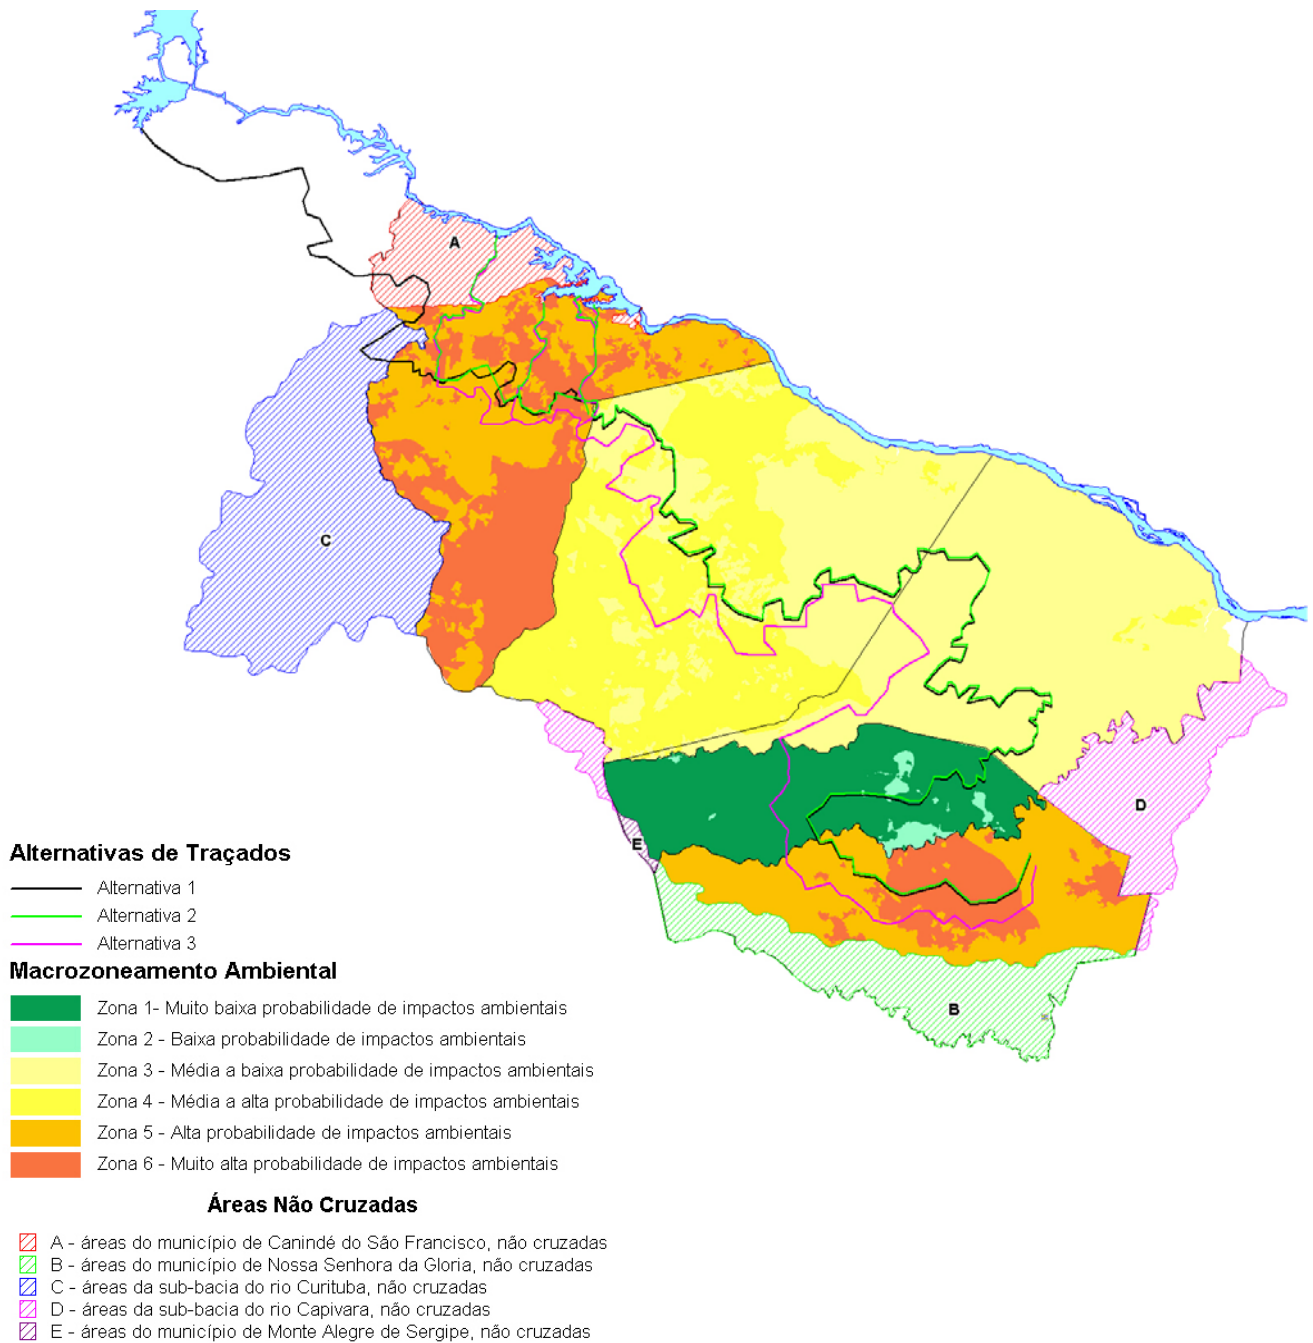 A
C
D
E
B
Alternativas de Traçados
Alternativa 1
Alternativa 2
Alternativa 3
Macrozoneamento Ambiental
Zona 1- Muito baixa probabilidade de impactos ambientais
Zona 2 - Baixa probabilidade de impactos ambientais
Zona 3 - Média a baixa probabilidade de impactos ambientais
Zona 4 - Média a alta probabilidade de impactos ambientais
Zona 5 - Alta probabilidade de impactos ambientais
Zona 6 - Muito alta probabilidade de impactos ambientais
Áreas Não Cruzadas
A - áreas do município de Canindé do São Francisco, não cruzadas
B - áreas do município de Nossa Senhora da Gloria, não cruzadas
C - áreas da sub-bacia do rio Curituba, não cruzadas
D - áreas da sub-bacia do rio Capivara, não cruzadas
E - áreas do município de Monte Alegre de Sergipe, não cruzadas